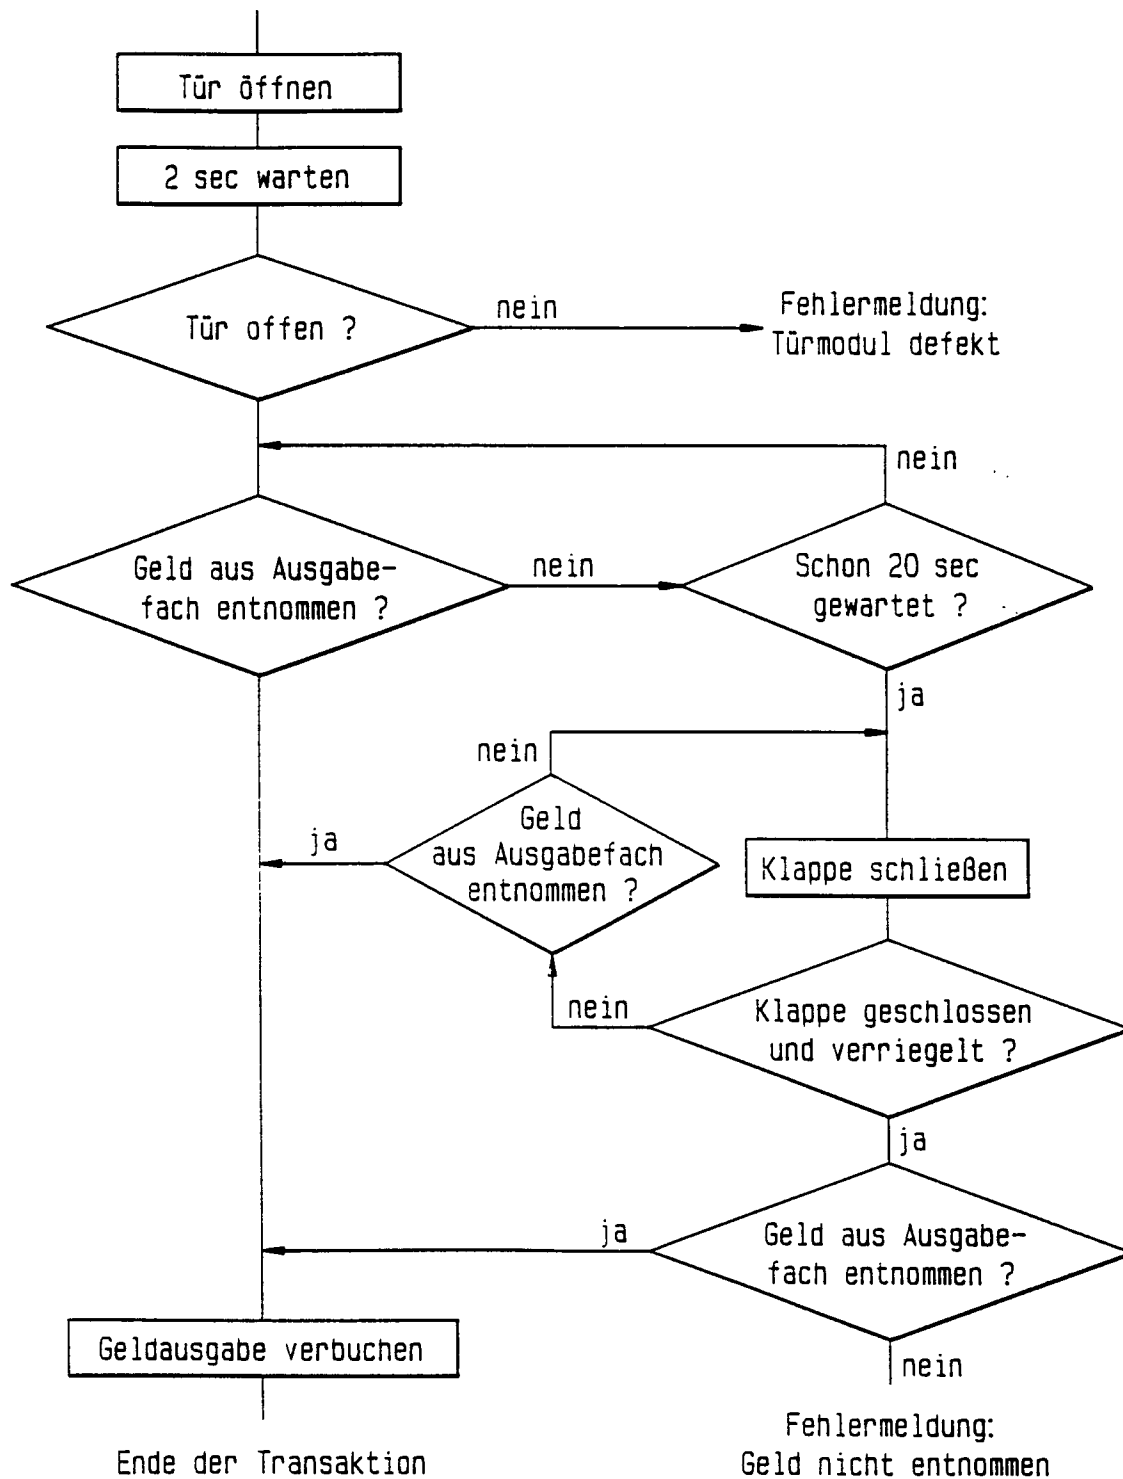 Tür öffnen
2 sec warten
Tür offen ?
nein
Fehlermeldung:
Türmodul defekt
nein
Geld aus Ausgabe-
fach entnommen ?
nein
Schon 20 sec
gewartet ?
ja
nein
Geld
aus Ausgabefach
entnommen ?
ja
Klappe schließen
nein
Klappe geschlossen
und verriegelt ?
ja
ja
Geld aus Ausgabe-
fach entnommen ?
Geldausgabe verbuchen
nein
Ende der Transaktion
Fehlermeldung:
Geld nicht entnommen